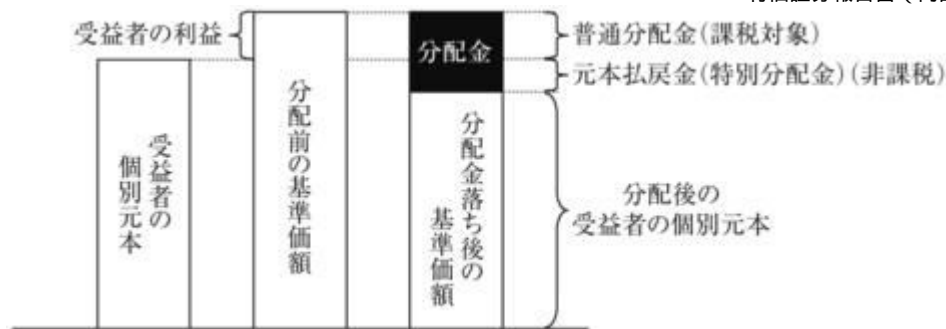 受益者の利益
分配金
普通分配金(課税対象)
元本払戻金(特別分配金)(非課税)
受益者の
個別元本
分配前の基準価額
分配金落ち後の
基準価額
分配後の
受益者の個別元本